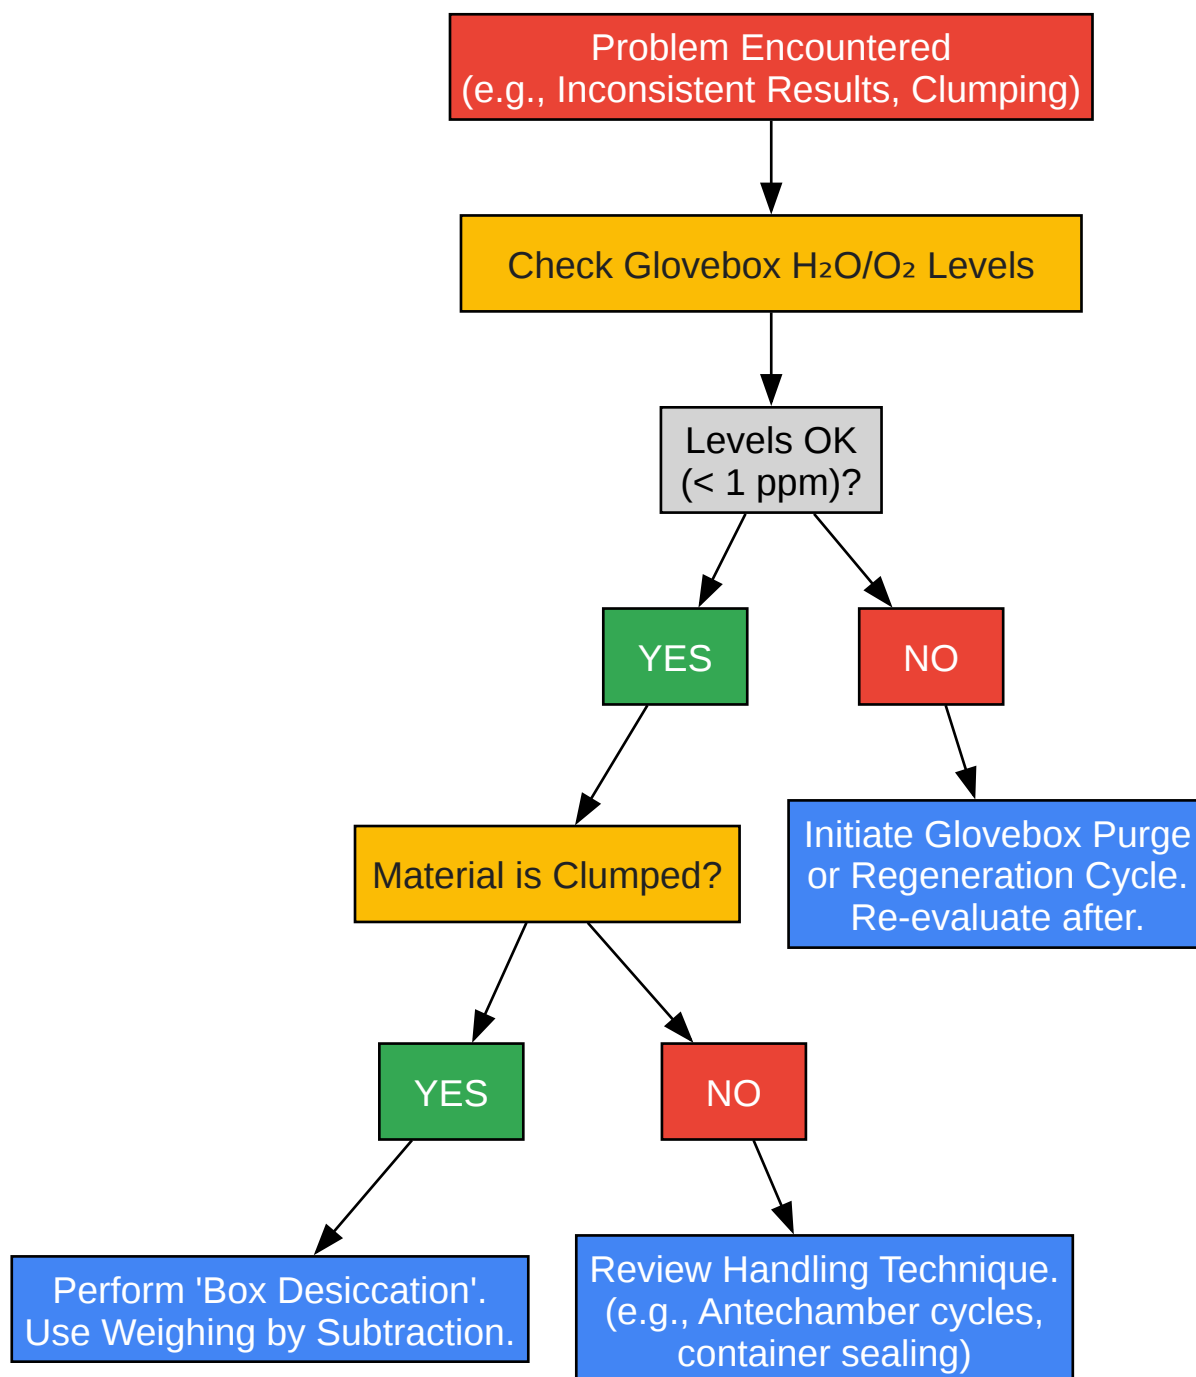 Problem Encountered
(e.g., Inconsistent Results, Clumping)
Check Glovebox H₂O/O₂ Levels
Levels OK
(< 1 ppm)?
YES
NO
Initiate Glovebox Purge
or Regeneration Cycle.
Re-evaluate after.
Material is Clumped?
YES
NO
Perform 'Box Desiccation'.
Use Weighing by Subtraction.
Review Handling Technique.
(e.g., Antechamber cycles,
container sealing)